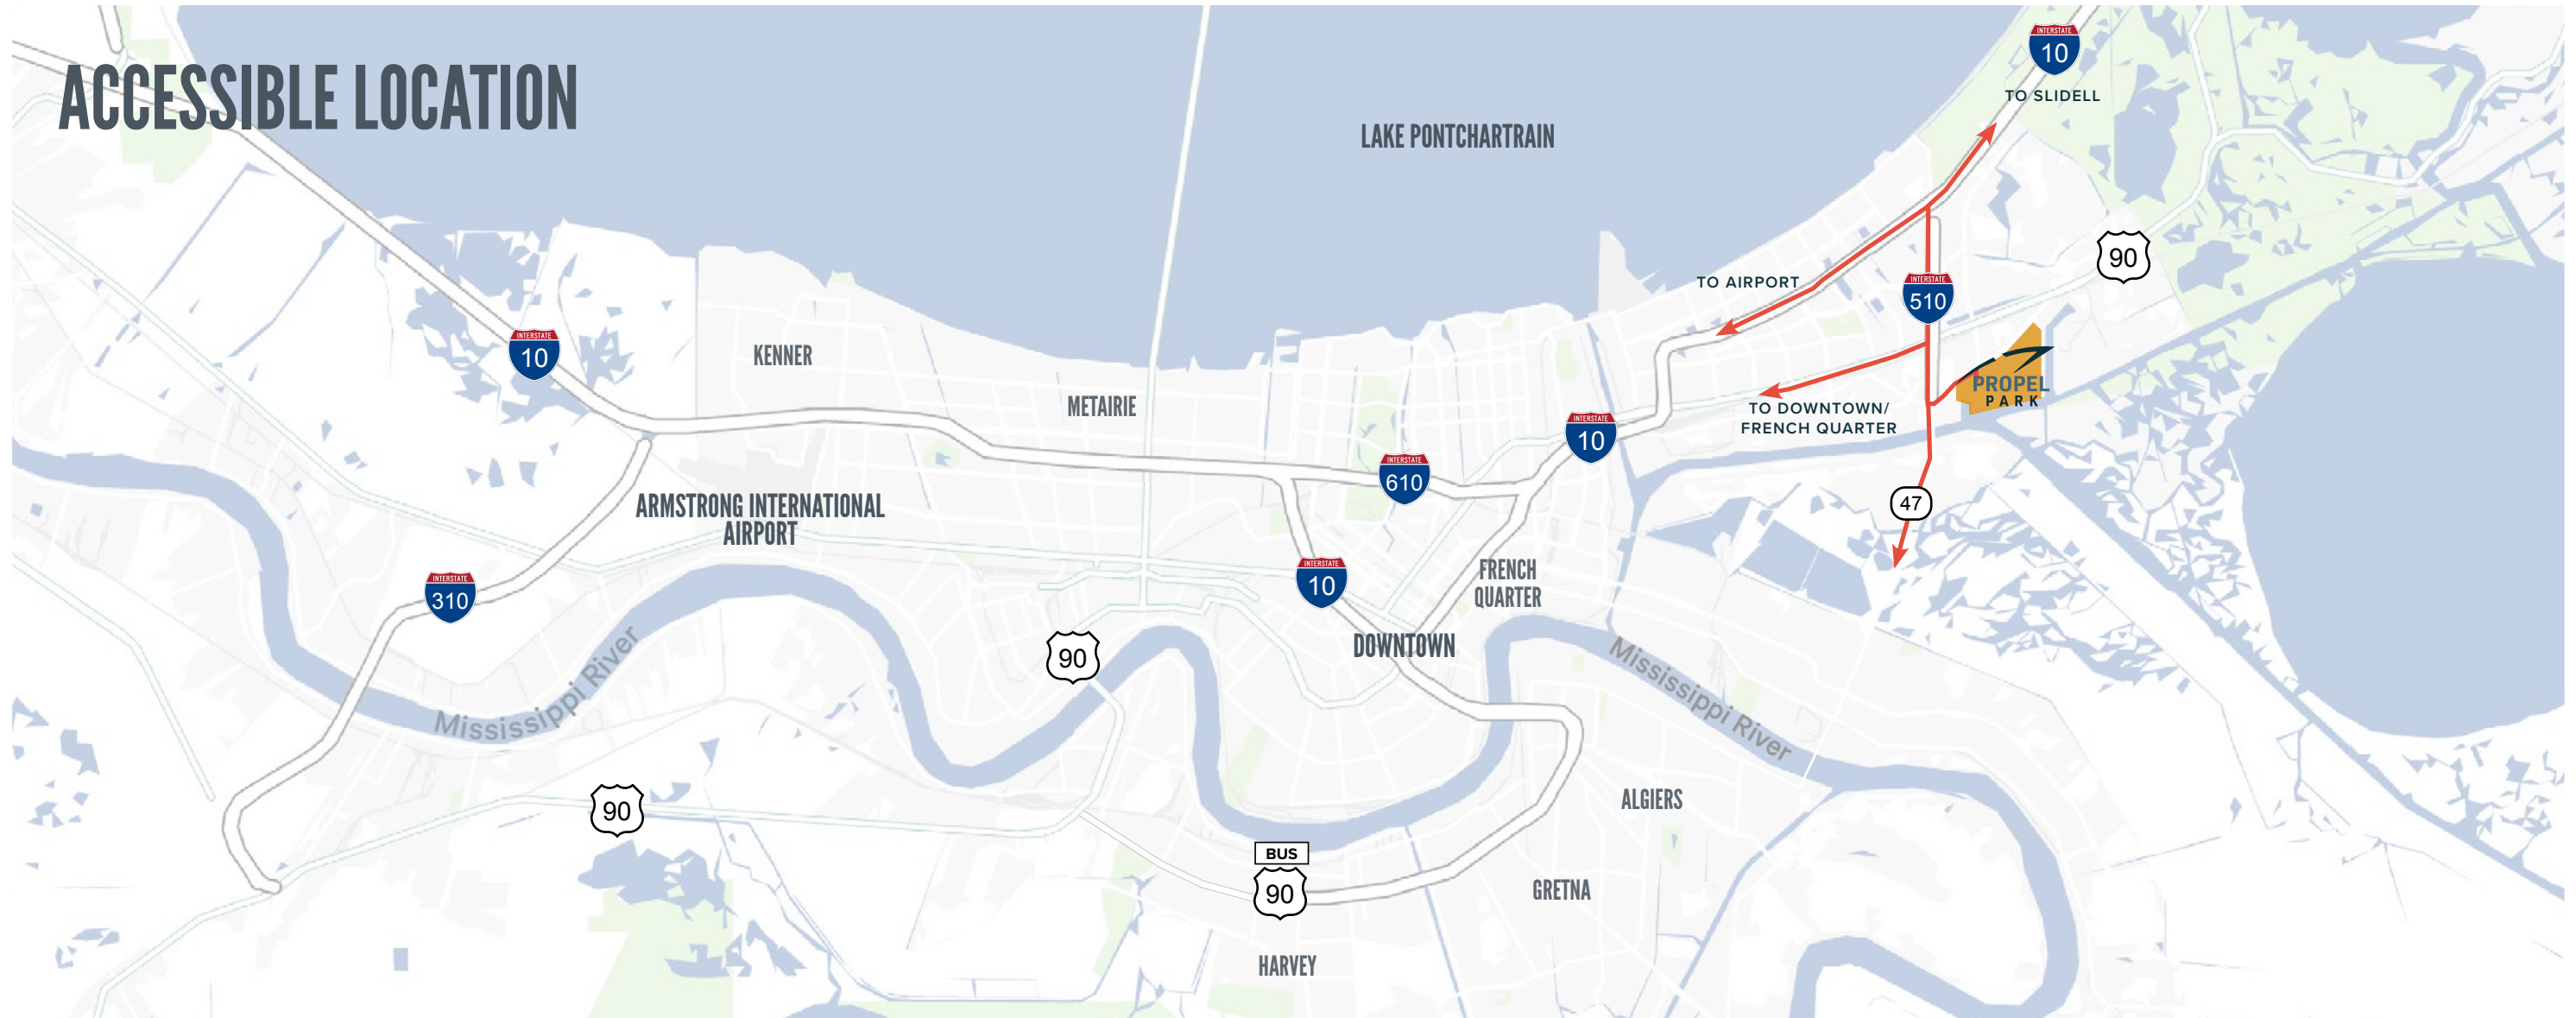 ACCESSIBLE LOCATION
INTERSTATE
10
TO SLIDELL
LAKE PONTCHARTRAIN
90
TO AIRPORT
INTERSTATE
510
INTERSTATE
10
KENNER
METAIRIE
PROPEL
PARK
TO DOWNTOWN/
FRENCH QUARTER
INTERSTATE
10
INTERSTATE
610
47
ARMSTRONG INTERNATIONAL
AIRPORT
INTERSTATE
310
INTERSTATE
10
FRENCH
QUARTER
DOWNTOWN
90
Mississippi River
Mississippi River
90
ALGIERS
BUS
90
GRETNA
HARVEY